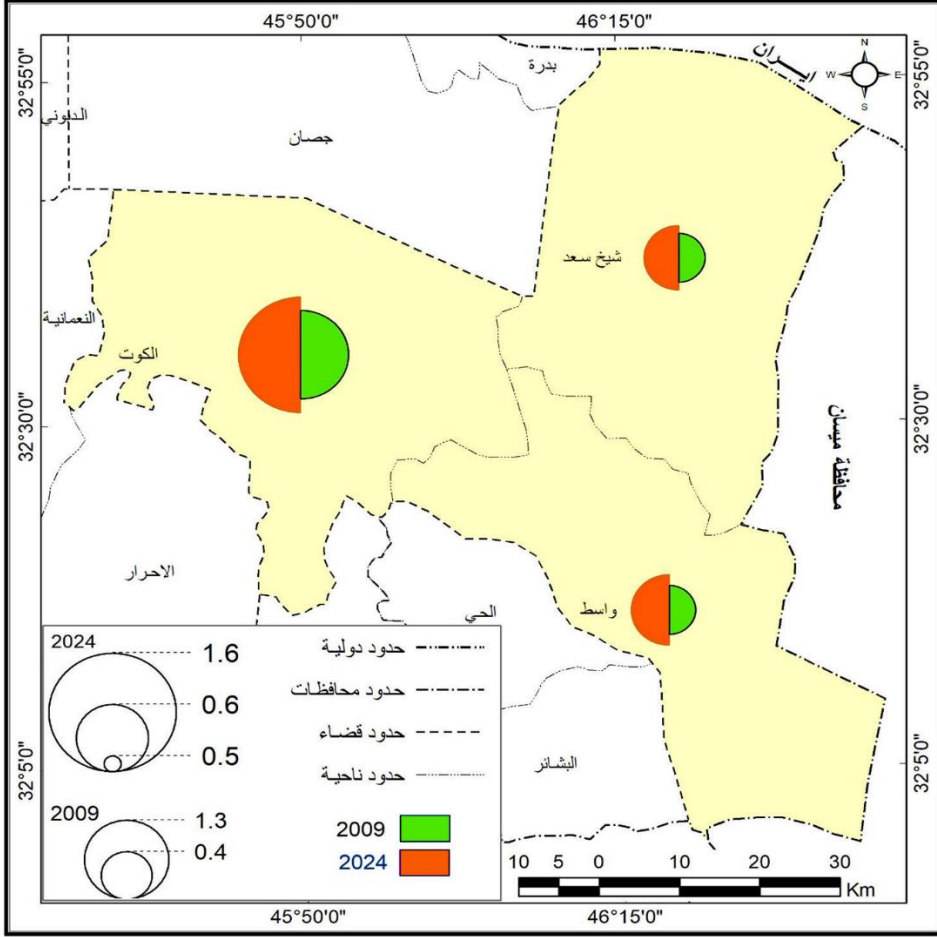 45°50'0"
46°15'0"
N
W
E
S
ايـــران
بدرة
32°55'0"
32°55'0"
الدبوني
جصان
شيخ سعد
النعمانية
الكوت
32°30'0"
32°30'0"
محافظة ميسان
الاحرار
الحي
واسط
2024
1.6
0.6
0.5
حدود دولية
حدود محافظات
حدود قضاء
حدود ناحية
البشائر
32°5'0"
32°5'0"
2009
1.3
0.4
2009
2024
10 5 0 10 20 30
Km
45°50'0"
46°15'0"